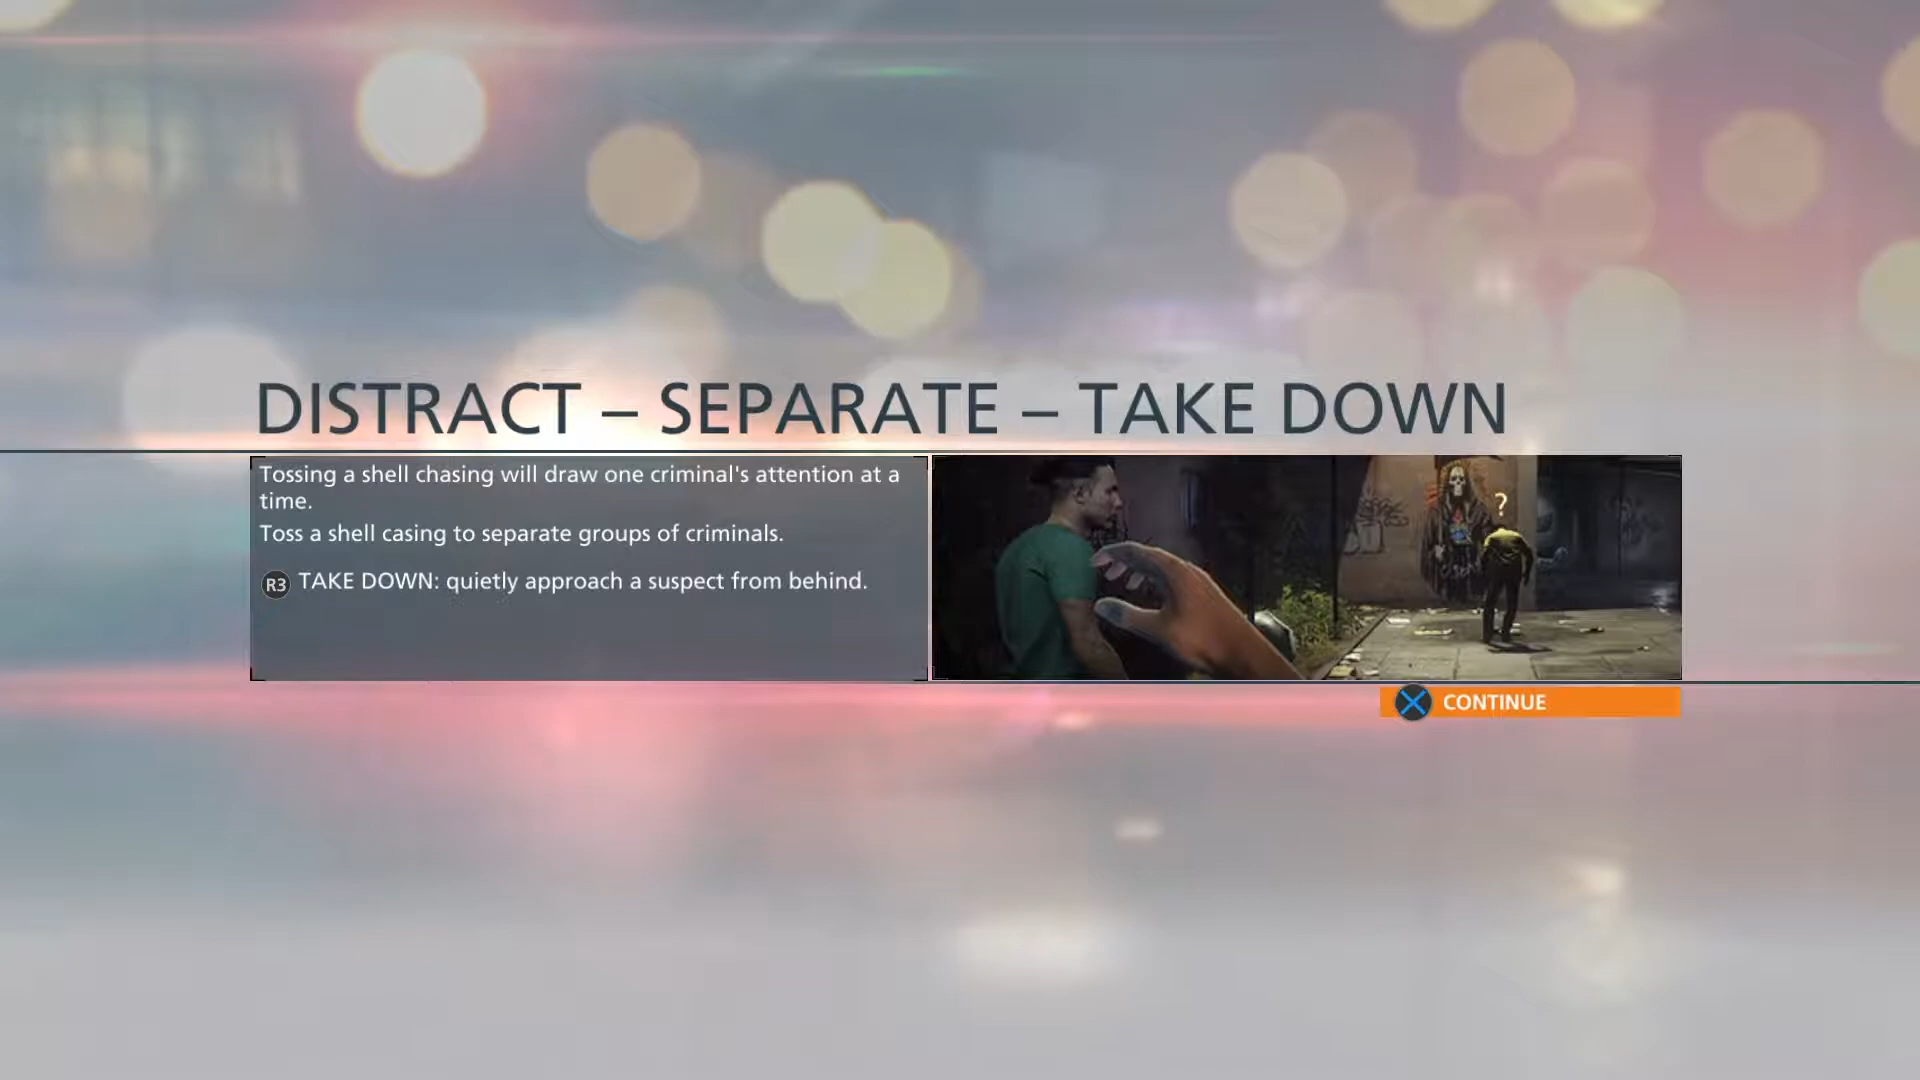 DISTRACT – SEPARATE – TAKE DOWN
Tossing a shell chasing will draw one criminal's attention at a
time.
Toss a shell casing to separate groups of criminals.
R3 TAKE DOWN: quietly approach a suspect from behind.
?
CONTINUE